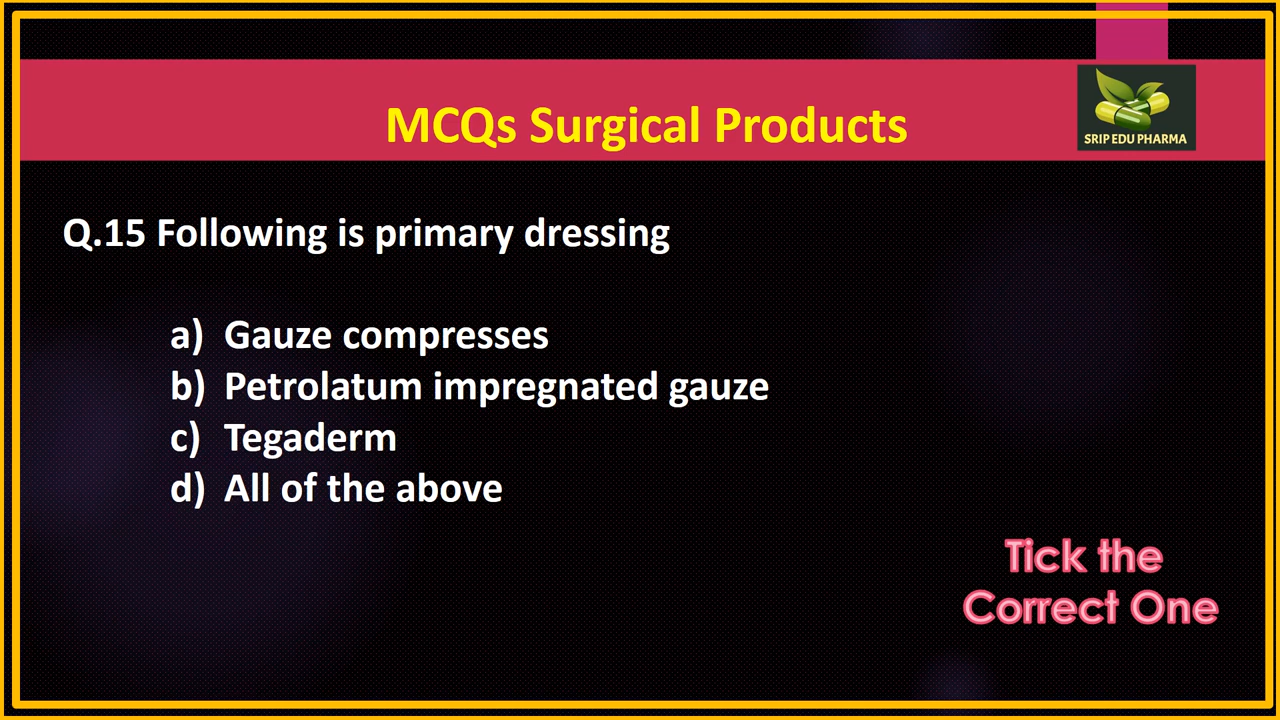 MCQs Surgical Products
SRIP EDU PHARMA
Q.15 Following is primary dressing
a) Gauze compresses
b) Petrolatum impregnated gauze
c) Tegaderm
d) All of the above
Tick the
Correct One